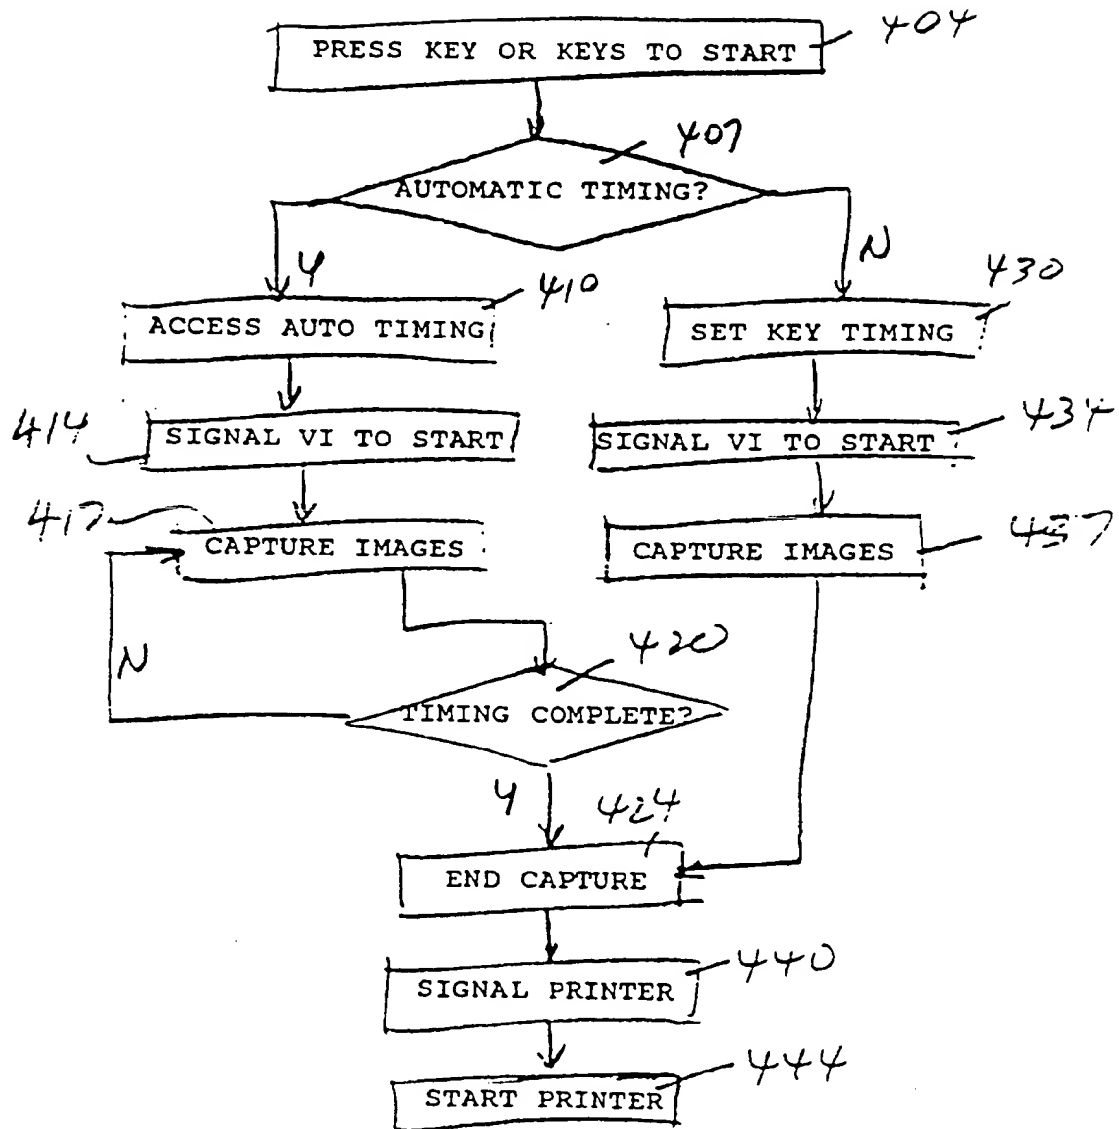 PRESS KEY OR KEYS TO START
404
407
AUTOMATIC TIMING?
Y
N
410
430
ACCESS AUTO TIMING
SET KEY TIMING
414
SIGNAL VI TO START
SIGNAL VI TO START
434
417
CAPTURE IMAGES
CAPTURE IMAGES
437
N
420
TIMING COMPLETE?
Y
424
END CAPTURE
440
SIGNAL PRINTER
444
START PRINTER